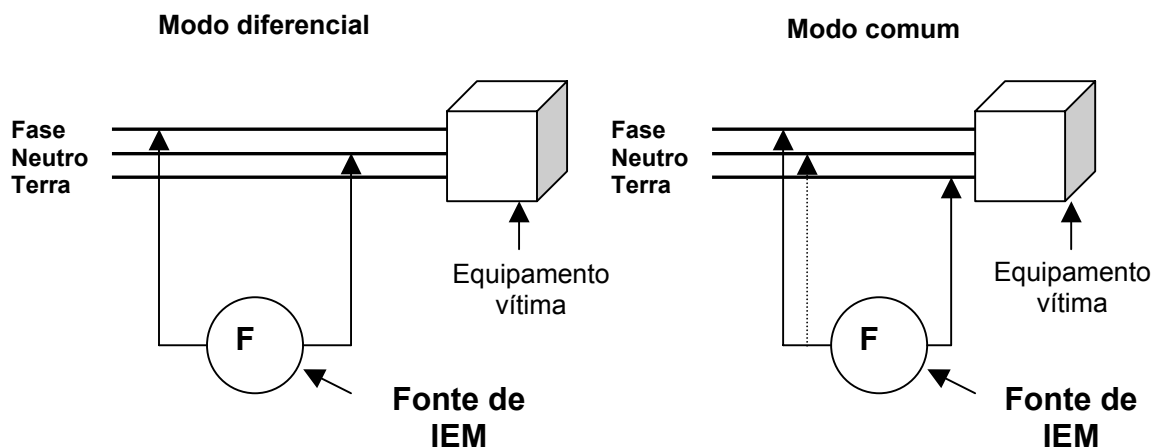 Modo diferencial
Fase
Neutro
Terra
Equipamento
vítima
F
Fonte de
IEM
Modo comum
Fase
Neutro
Terra
Equipamento
vítima
F
Fonte de
IEM